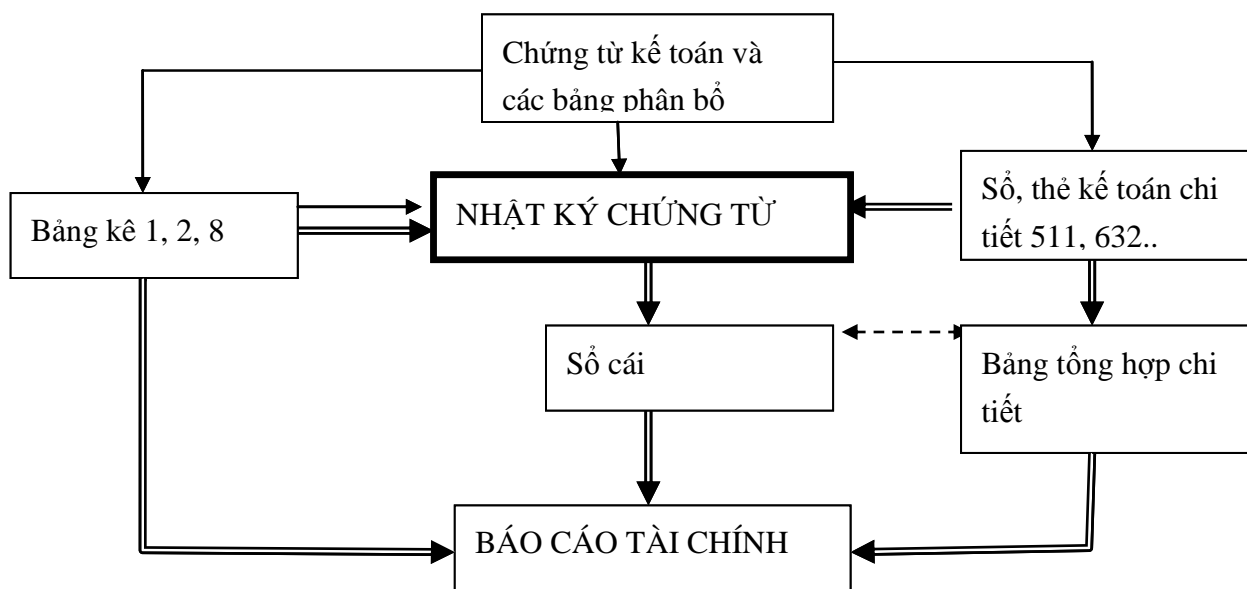 Chứng từ kế toán và
các bảng phân bổ
Bảng kê 1, 2, 8
NHẬT KÝ CHỨNG TỪ
Sổ, thẻ kế toán chi
tiết 511, 632..
Sổ cái
Bảng tổng hợp chi
tiết
BÁO CÁO TÀI CHÍNH